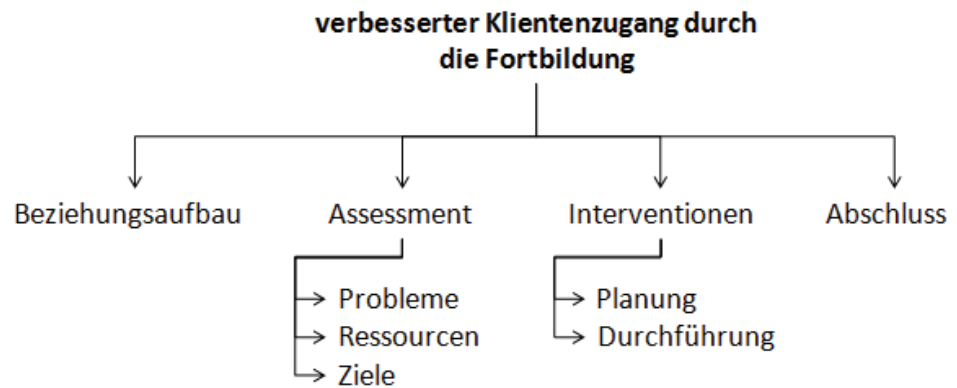 verbesserter Klientenzugang durch
die Fortbildung
Beziehungsaufbau
Assessment
Probleme
Ressourcen
Ziele
Interventionen
Planung
Durchführung
Abschluss